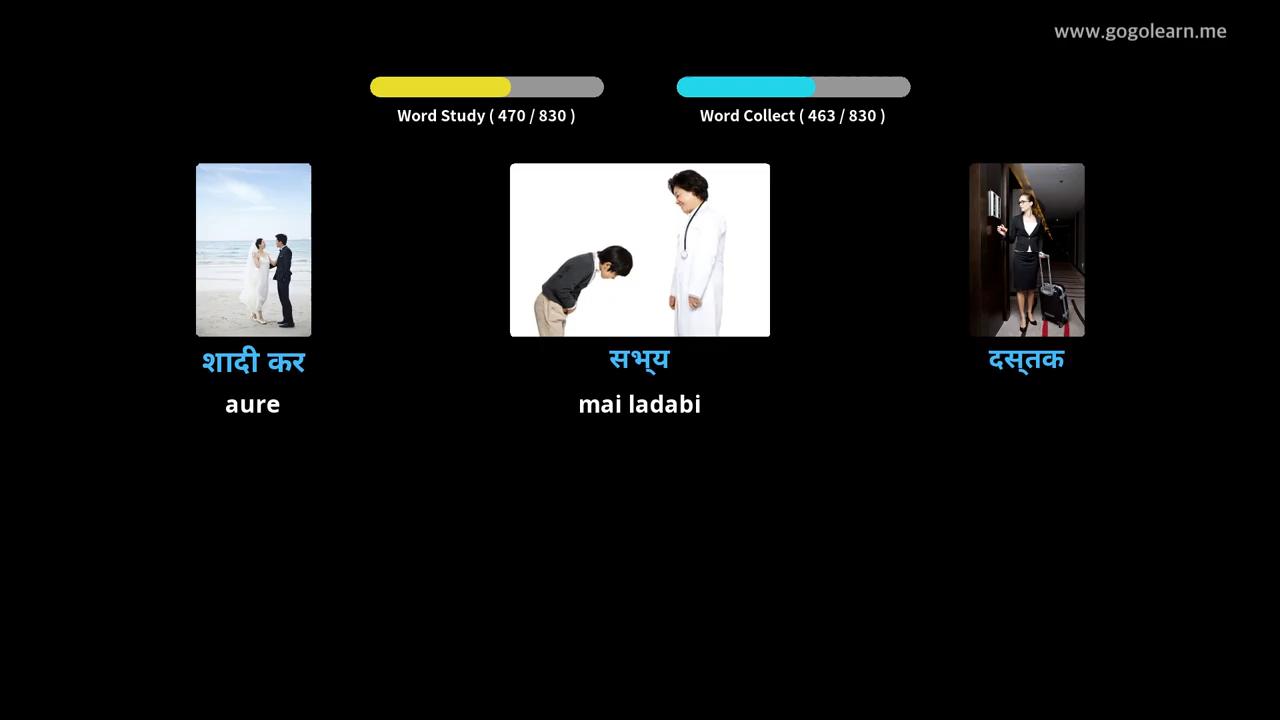 www.gogolearn.me
Word Study ( 470 / 830 )
Word Collect ( 463 / 830 )
शादी कर
सभ्‌य
दस्‌तक
aure
mai ladabi